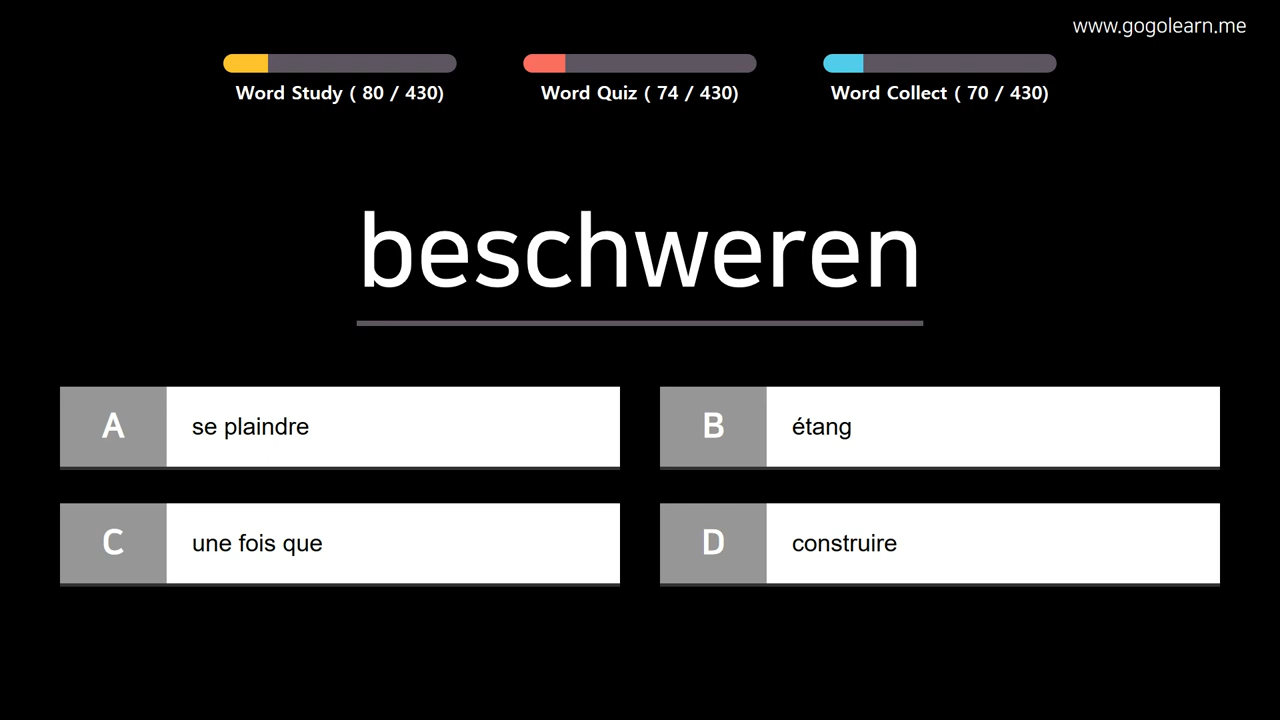 www.gogolearn.me
Word Study ( 80 / 430)
Word Quiz ( 74 / 430)
Word Collect ( 70 / 430)
beschweren
A se plaindre
B étang
C une fois que
D construire